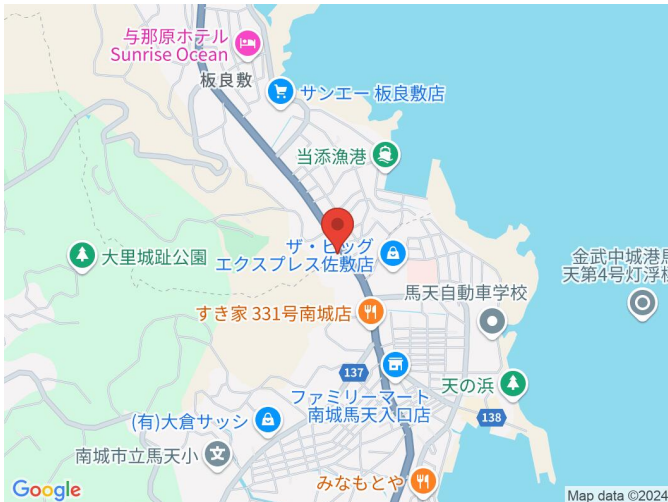 与那原ホテル
Sunrise Ocean
板良敷
サンエー 板良敷店
当添漁港
ザ・ビッグ
エクスプレス佐敷店
大里城趾公園
金武中城港馬
天第4号灯浮標
馬天自動車学校
すき家 331号南城店
137
ファミリーマート
南城馬天入口店
天の浜
138
(有)大倉サッシ
南城市立馬天小
みなもとや
Google
Map data ©2024